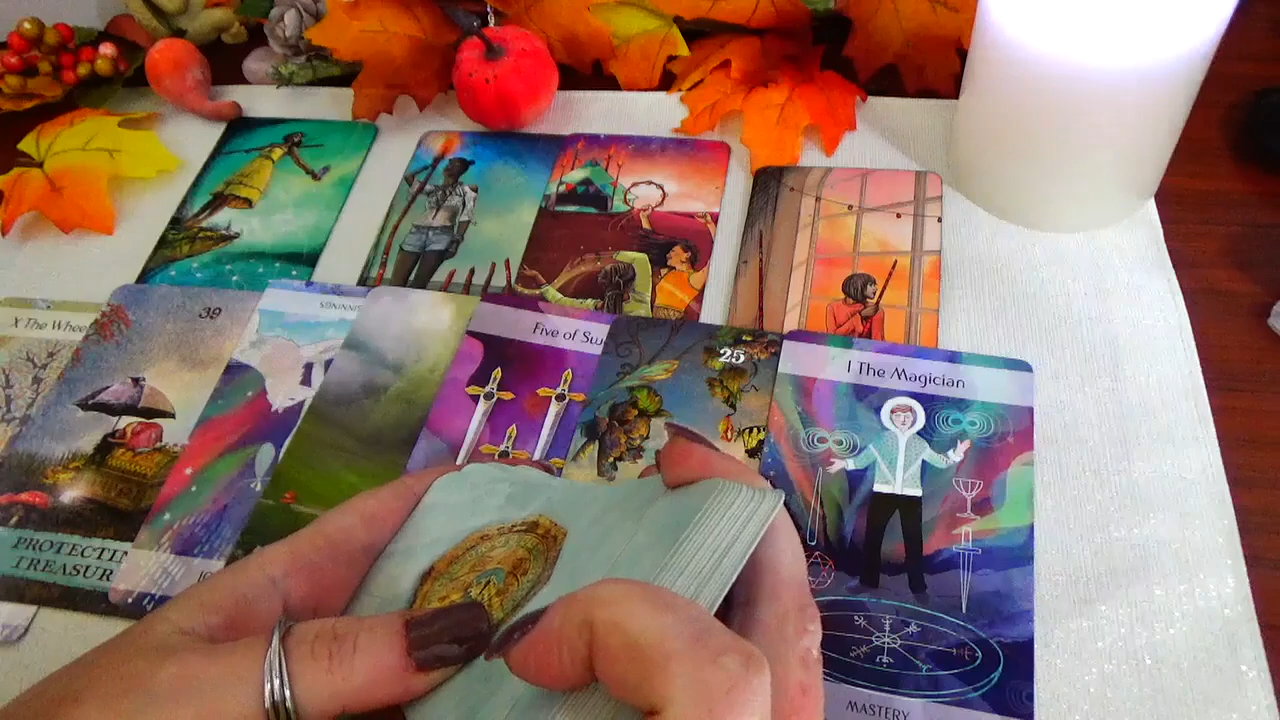 X The Whee
39
Five of Sw
25
I The Magician
PROTECTIN
TREASUR
MASTERY